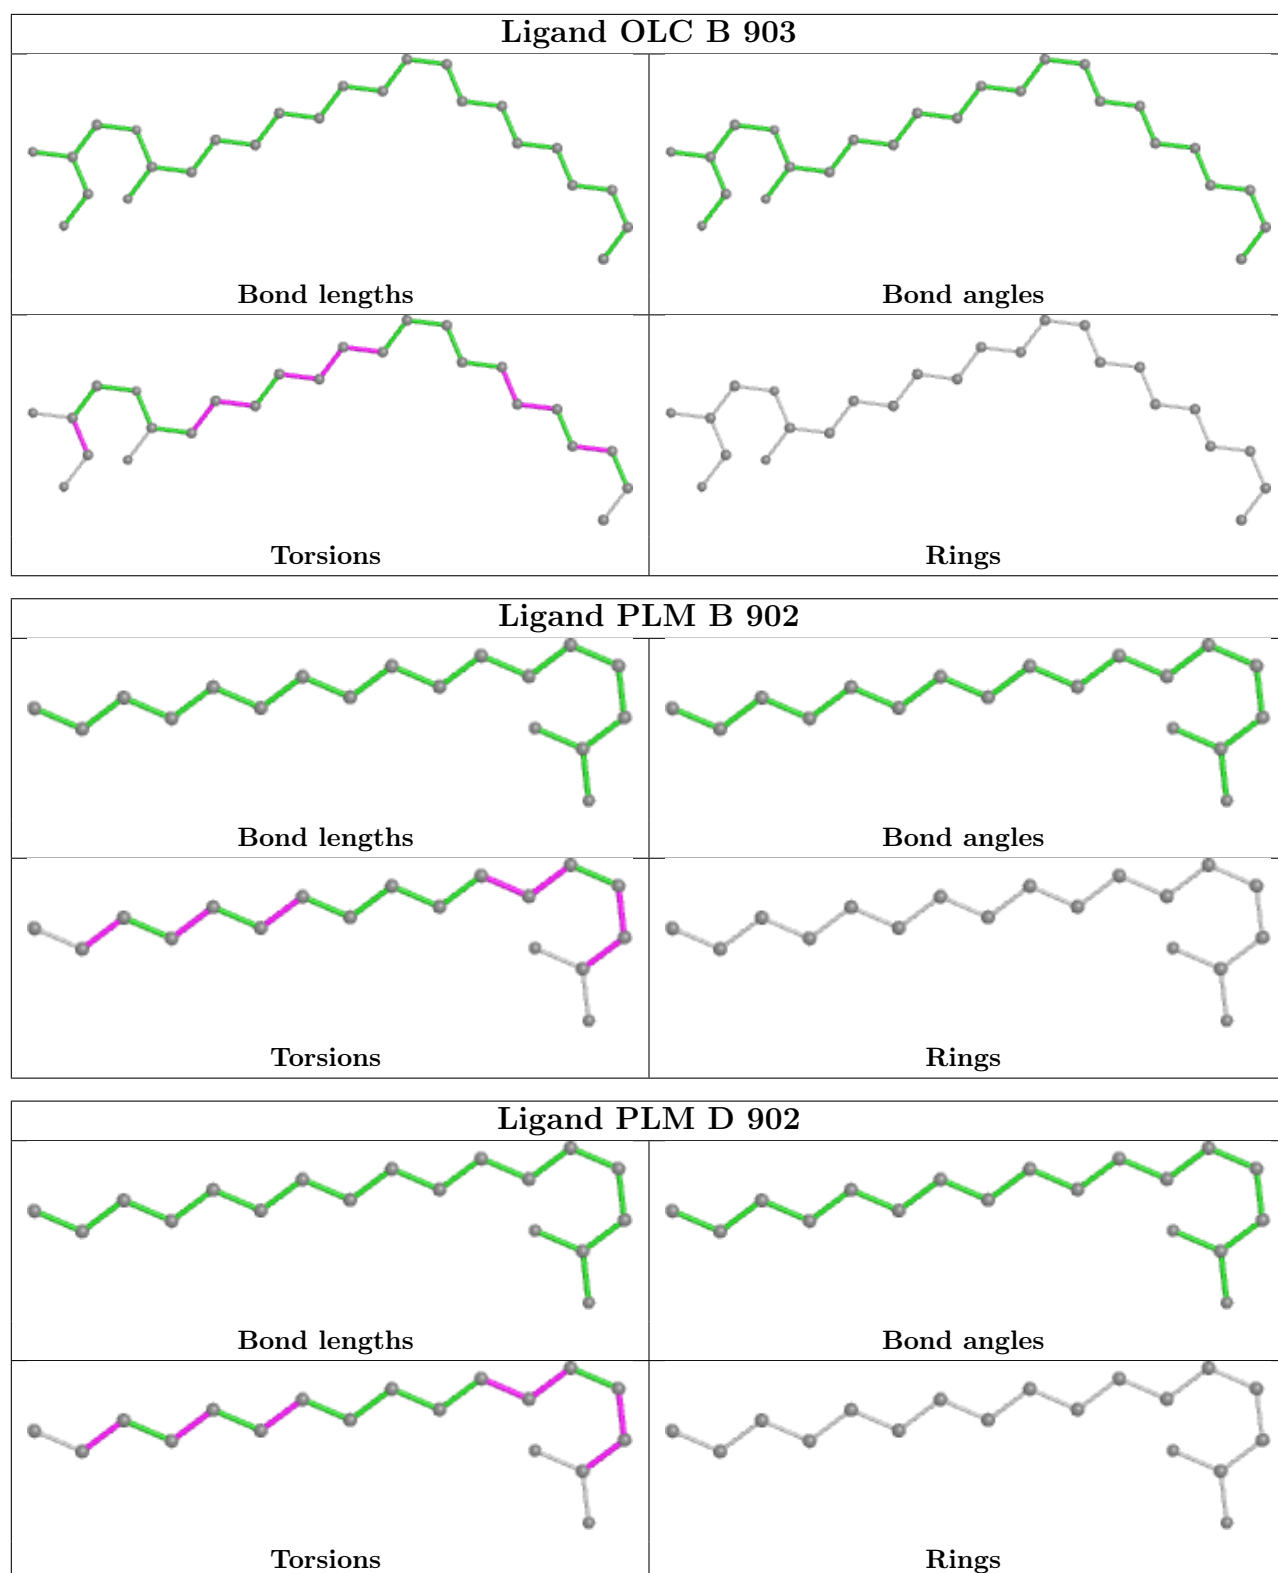 Ligand OLC B 903
Bond lengths
Bond angles
Torsions
Rings
Ligand PLM B 902
Bond lengths
Bond angles
Torsions
Rings
Ligand PLM D 902
Bond lengths
Bond angles
Torsions
Rings